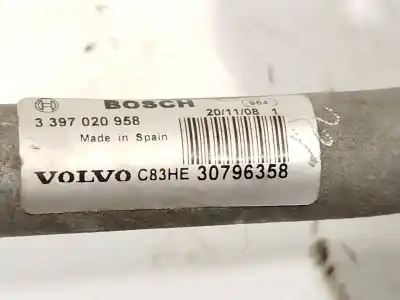 BOSCH 964
3 397 020 958 20/11/08 1
Made in Spain
VOLVO C83HE 30796358